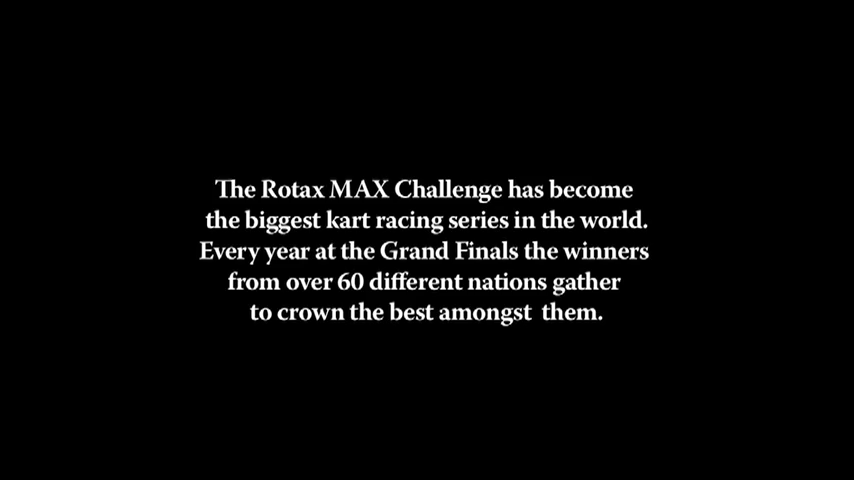 The Rotax MAX Challenge has become
the biggest kart racing series in the world.
Every year at the Grand Finals the winners
from over 60 different nations gather
to crown the best amongst  them.